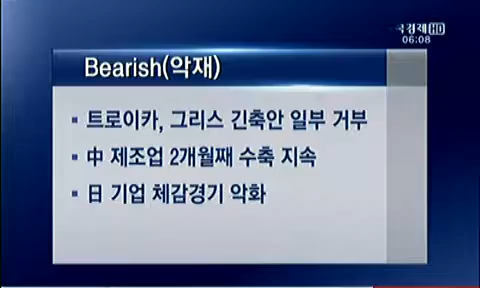 국경제HD
06:08
Bearish(악재)
▪ 트로이카, 그리스 긴축안 일부 거부
▪ 中 제조업 2개월째 수축 지속
▪ 日 기업 체감경기 악화